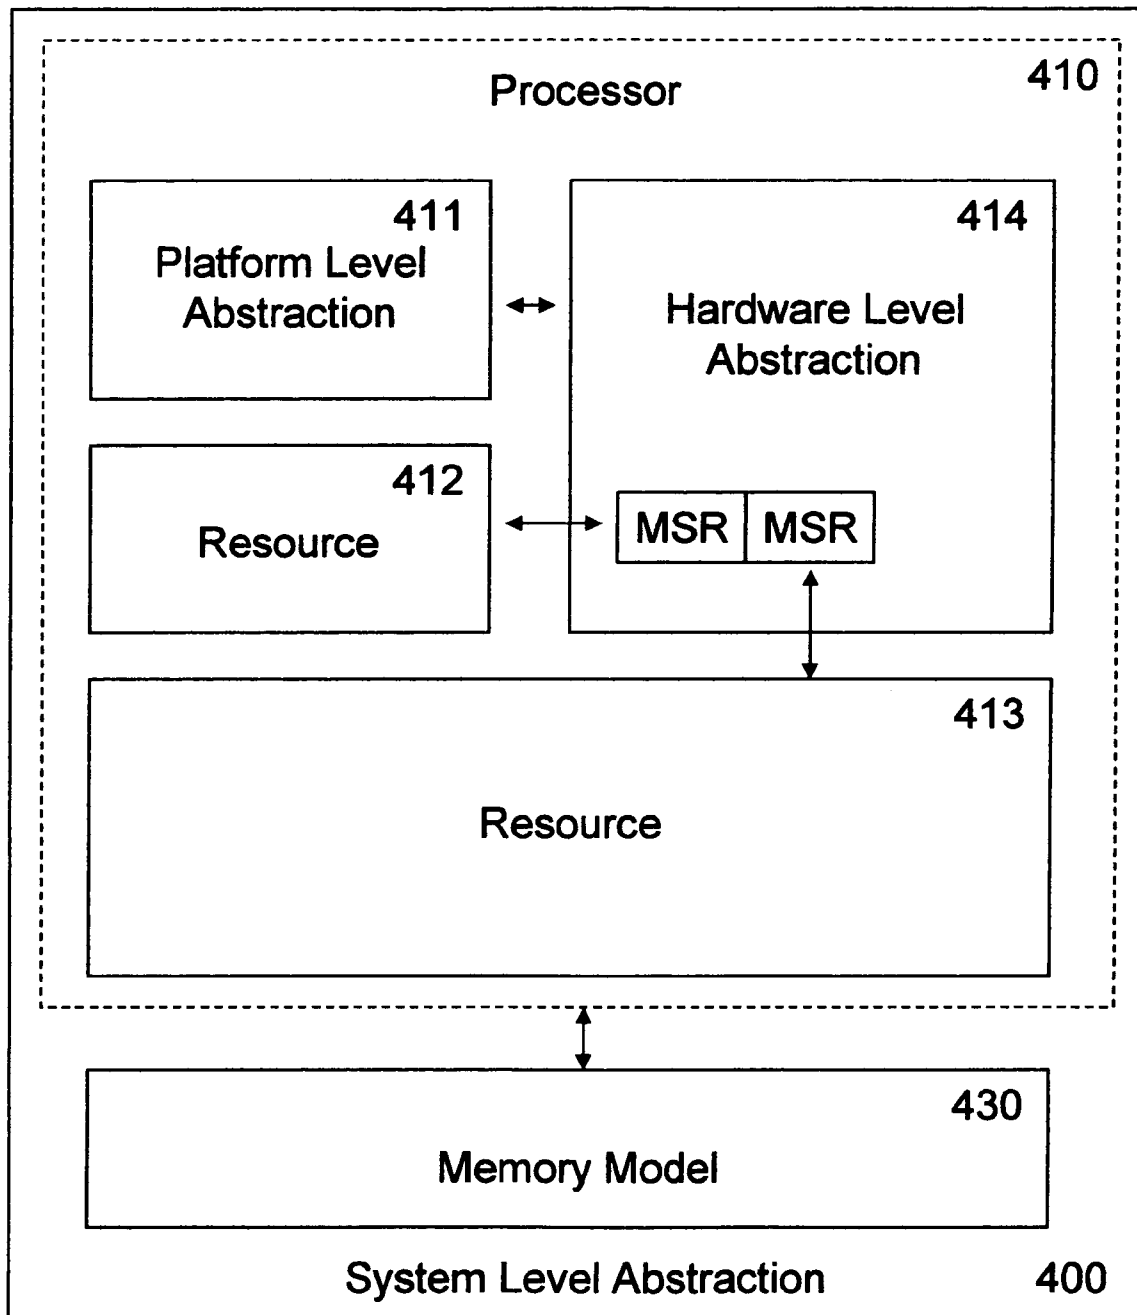 410
Processor
411
Platform Level
Abstraction
414
Hardware Level
Abstraction
412
Resource
MSR MSR
413
Resource
430
Memory Model
System Level Abstraction 400